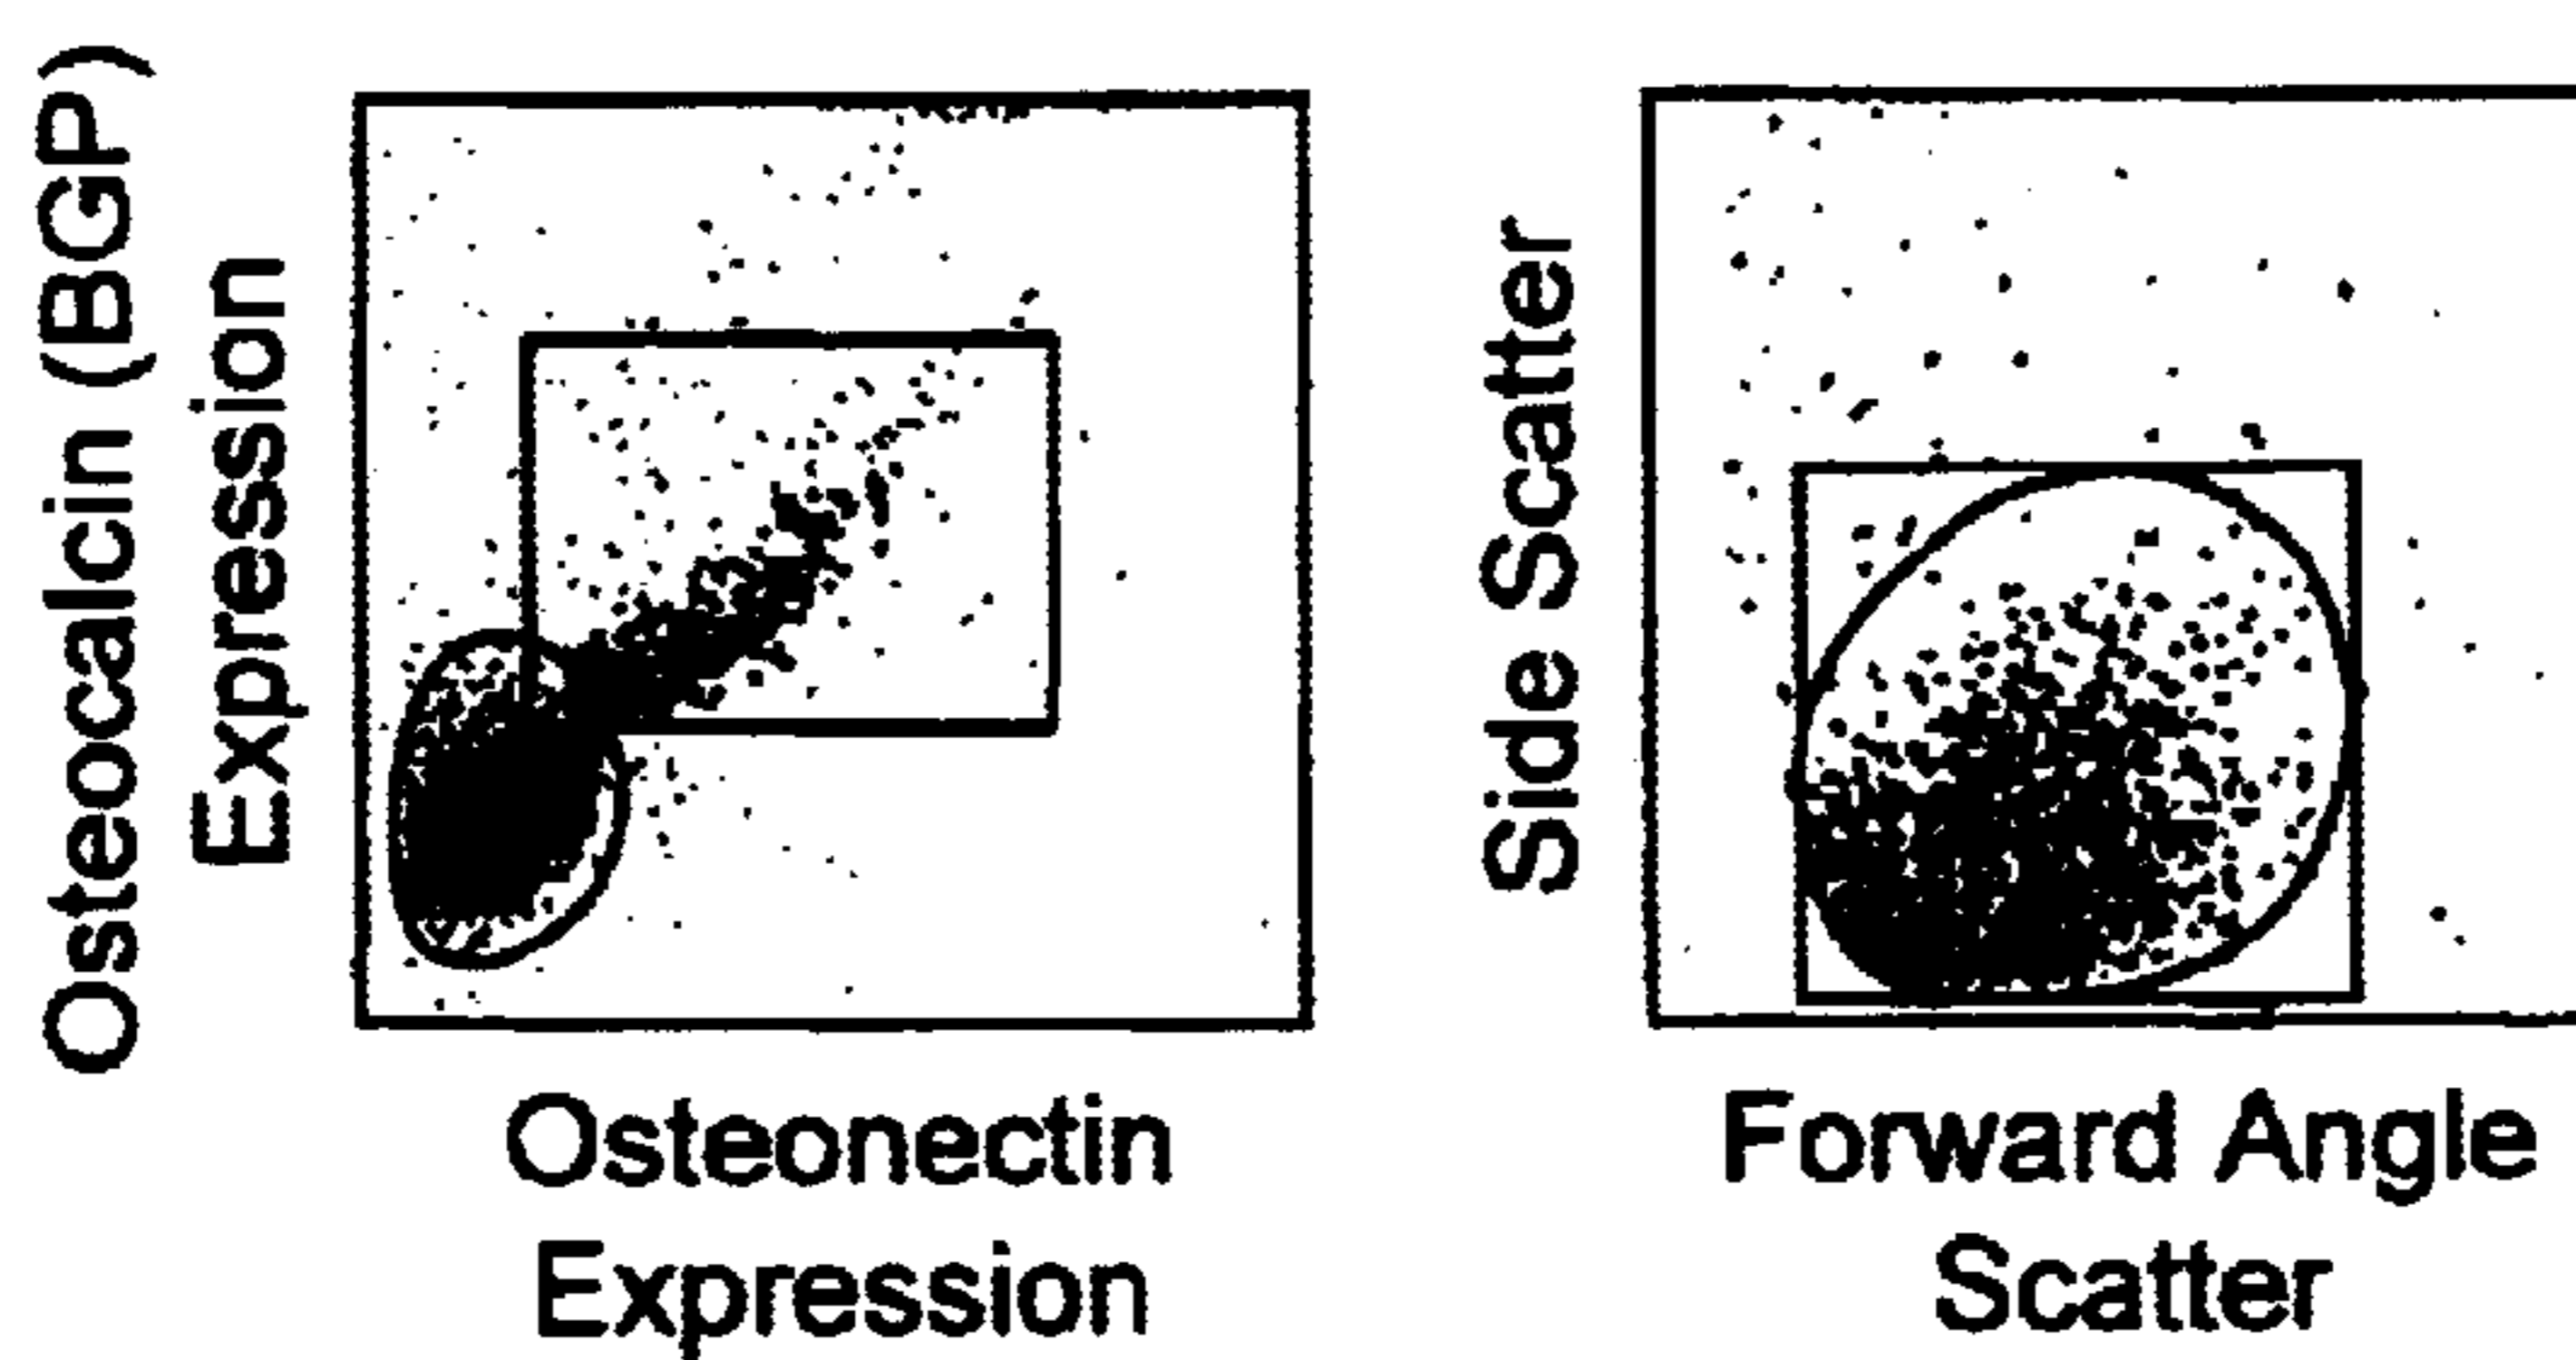 Osteocalcin (BGP)
Expression
Osteonectin
Expression
Side Scatter
Forward Angle
Scatter